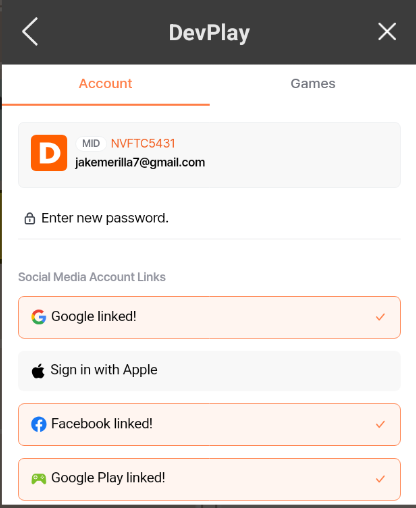 DevPlay
Account
Games
D
MID NVFTC5431
jakemerilla7@gmail.com
Enter new password.
Social Media Account Links
Google linked!
Sign in with Apple
Facebook linked!
Google Play linked!